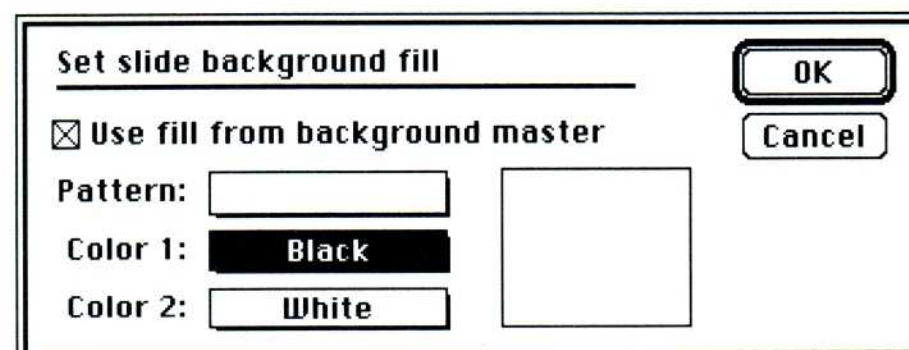 Set slide background fill
OK
Use fill from background master
Cancel
Pattern:
Color 1: Black
Color 2: White